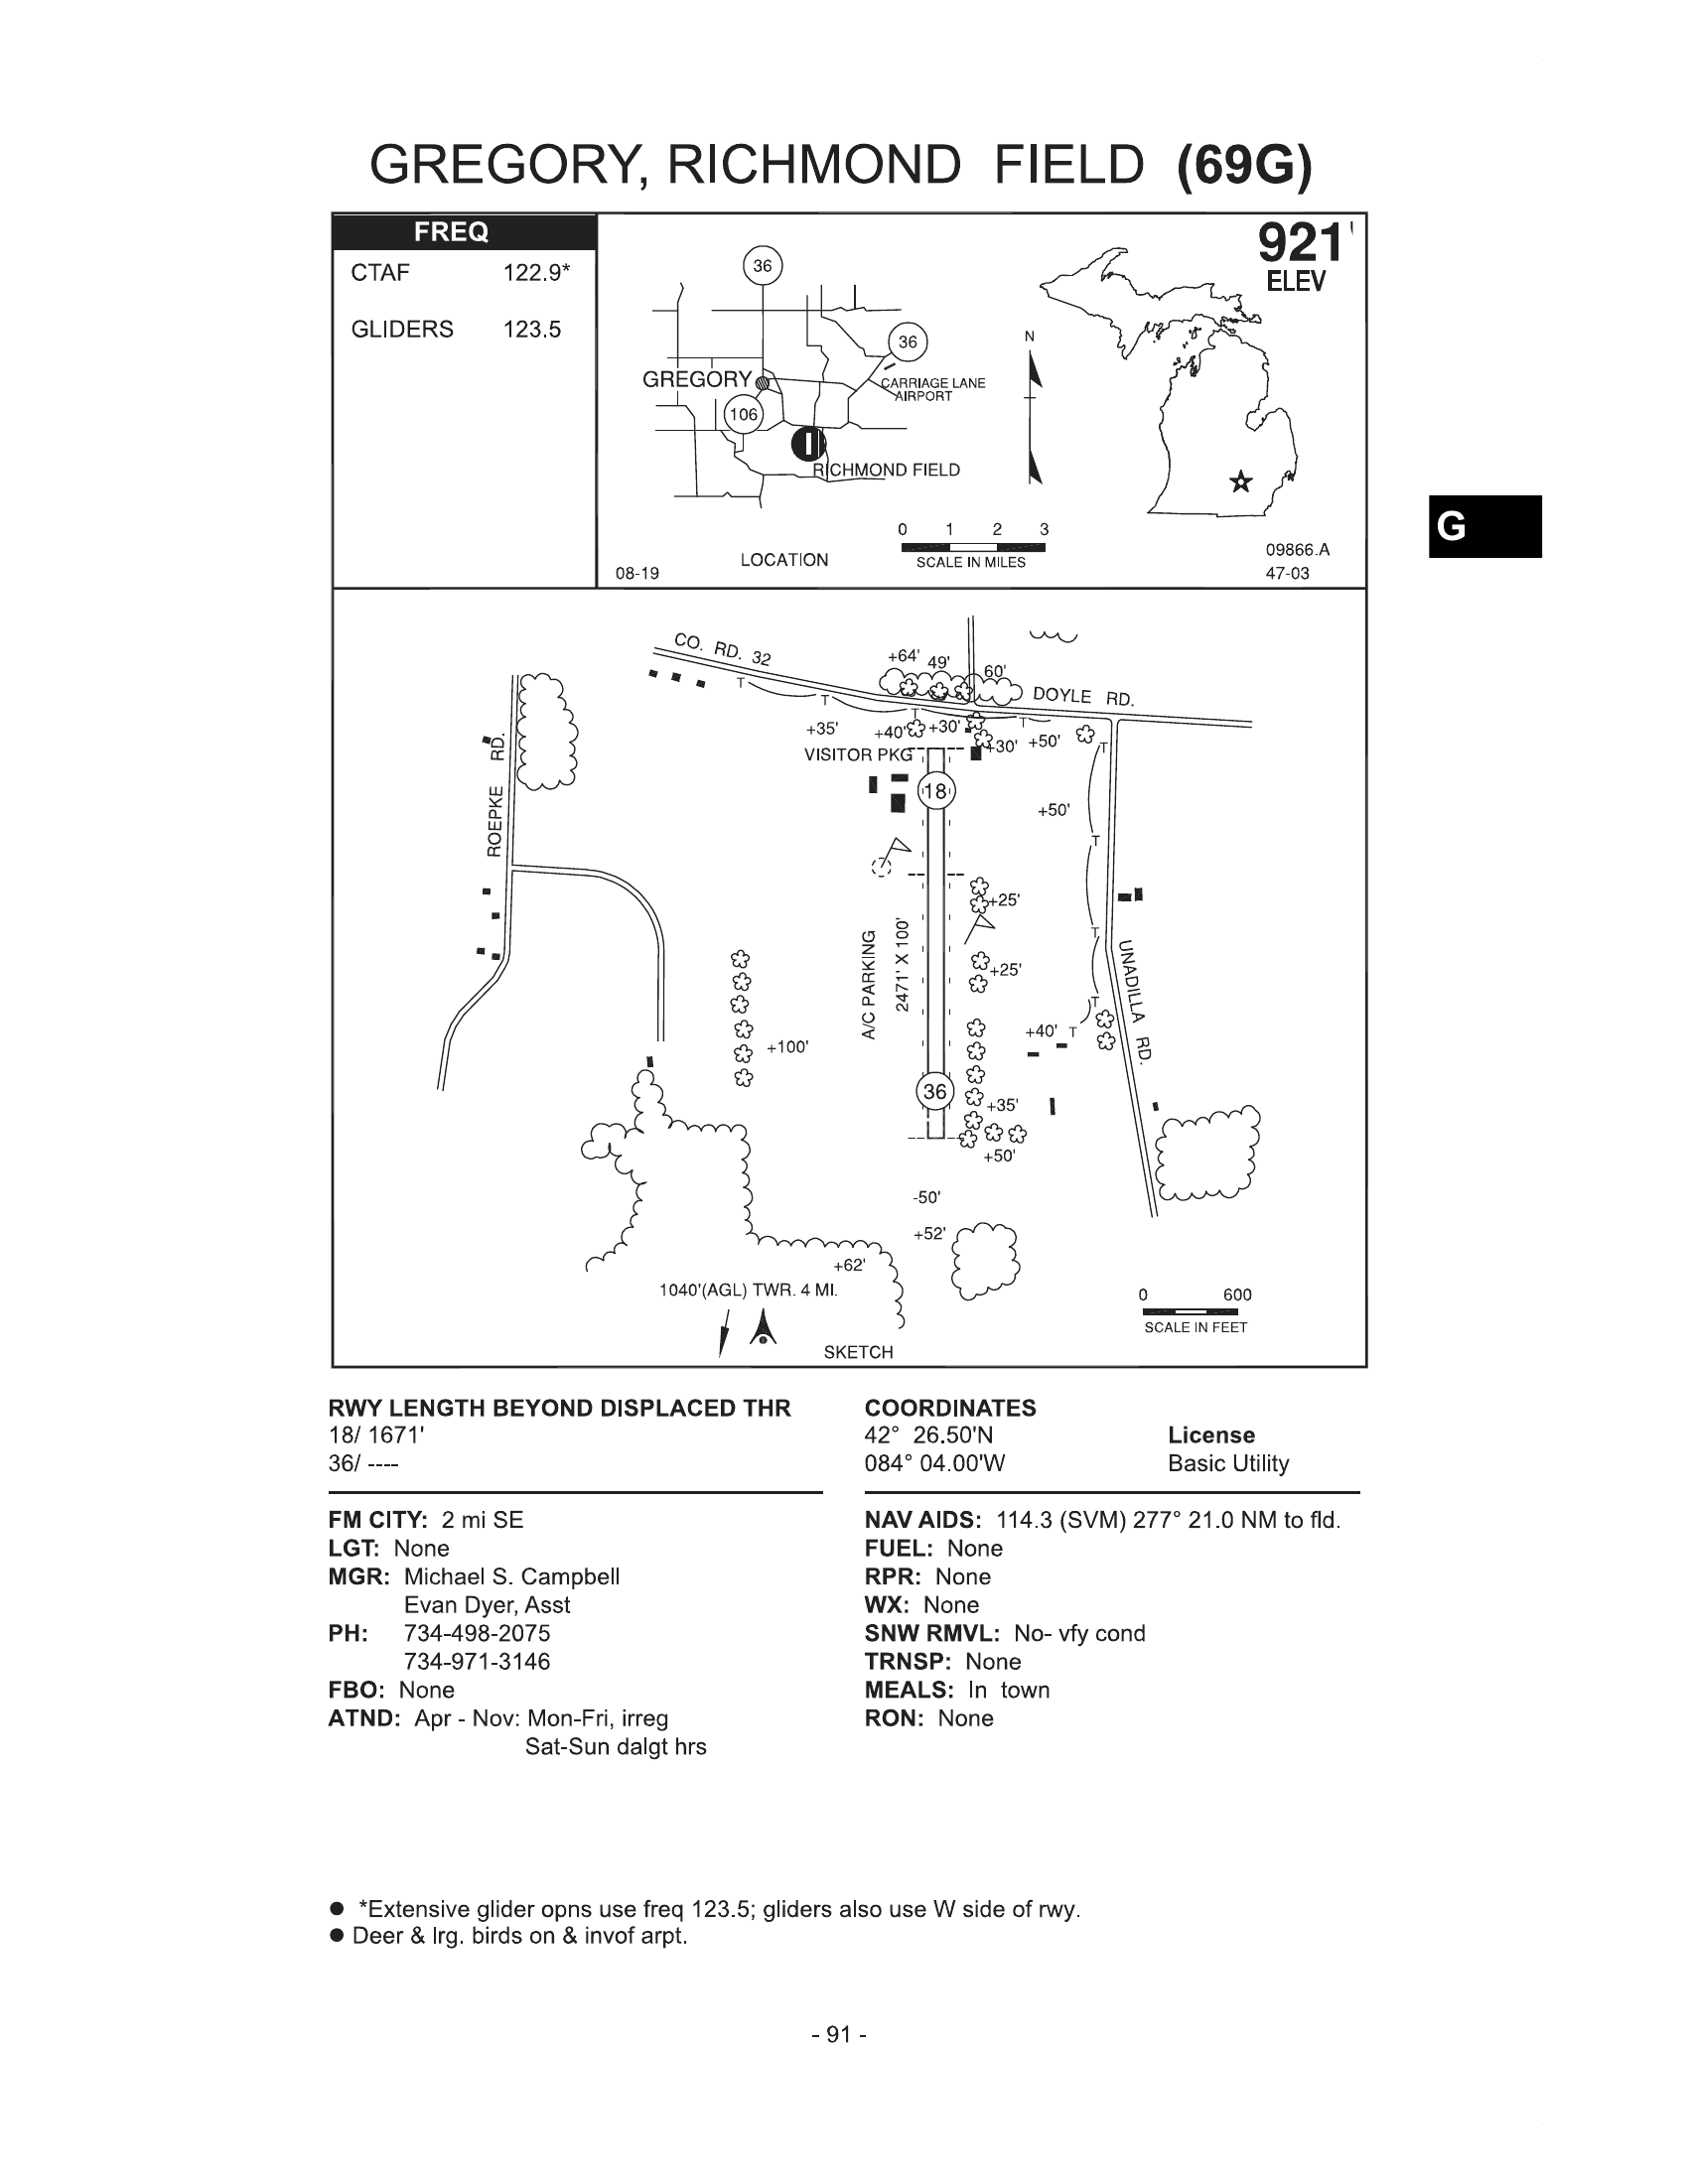 GREGORY, RICHMOND FIELD (69G)
FREQ
CTAF 122.9*
GLIDERS 123.5
921'
ELEV
36
36
N
GREGORY
CARRIAGE LANE
AIRPORT
106
RICHMOND FIELD
0 1 2 3
SCALE IN MILES
LOCATION
08-19
09866.A
47-03
G
CO. RD. 32
+64' 49' 60'
DOYLE RD.
T
T
T
T
T
+35' +40' +30'
+30' +50'
VISITOR PKG
18
+50'
ROEPKE RD.
T
T
T
T
+25'
+25'
A/C PARKING
2471' X 100'
UNADILLA RD.
+40'
+100'
36
+35'
+50'
-50'
+52'
+62'
1040'(AGL) TWR. 4 MI.
0 600
SCALE IN FEET
SKETCH
RWY LENGTH BEYOND DISPLACED THR
18/ 1671'
36/ ----
COORDINATES
42° 26.50'N
084° 04.00'W
License
Basic Utility
FM CITY: 2 mi SE
LGT: None
MGR: Michael S. Campbell
Evan Dyer, Asst
PH: 734-498-2075
734-971-3146
FBO: None
ATND: Apr - Nov: Mon-Fri, irreg
Sat-Sun dalgt hrs
NAV AIDS: 114.3 (SVM) 277° 21.0 NM to fld.
FUEL: None
RPR: None
WX: None
SNW RMVL: No- vfy cond
TRNSP: None
MEALS: In town
RON: None
● *Extensive glider opns use freq 123.5; gliders also use W side of rwy.
● Deer & lrg. birds on & invof arpt.
- 91 -